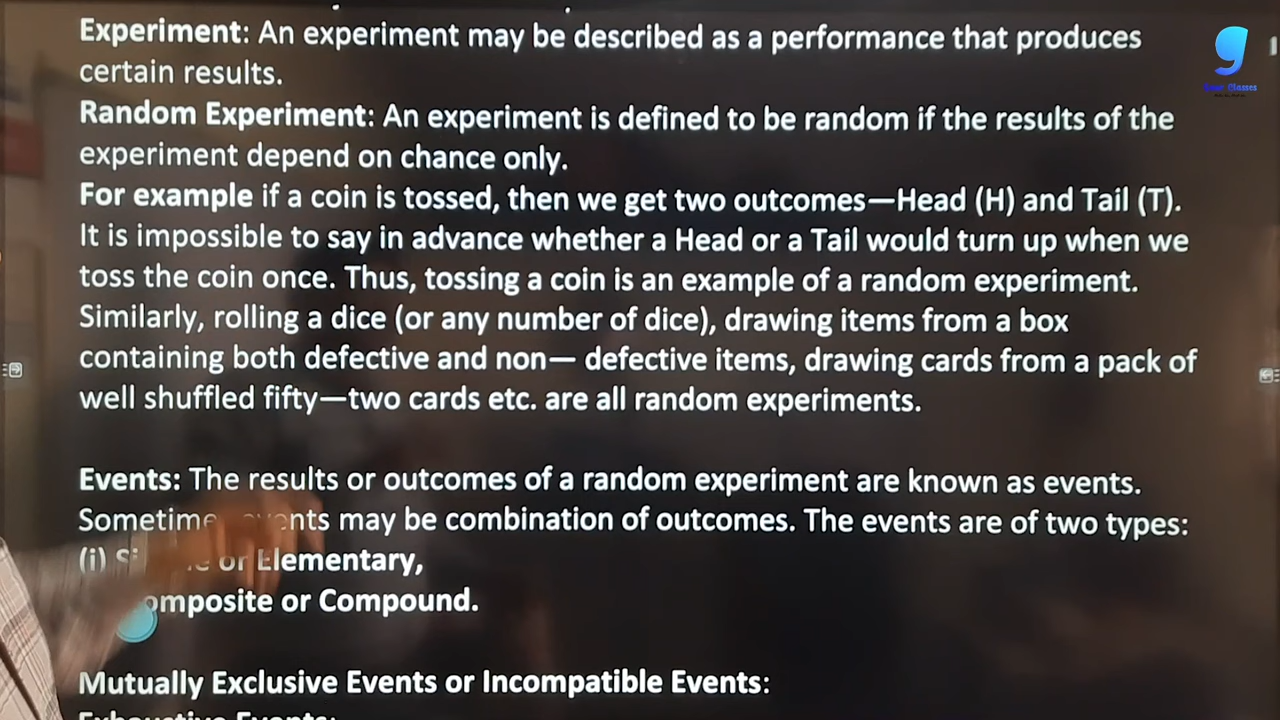 Experiment: An experiment may be described as a performance that produces
certain results.
Random Experiment: An experiment is defined to be random if the results of the
experiment depend on chance only.
For example if a coin is tossed, then we get two outcomes—Head (H) and Tail (T).
It is impossible to say in advance whether a Head or a Tail would turn up when we
toss the coin once. Thus, tossing a coin is an example of a random experiment.
Similarly, rolling a dice (or any number of dice), drawing items from a box
containing both defective and non— defective items, drawing cards from a pack of
well shuffled fifty—two cards etc. are all random experiments.
Events: The results or outcomes of a random experiment are known as events.
may be combination of outcomes. The events are of two types:
(i) or Elementary,
or Compound.
Mutually Exclusive Events or Incompatible Events:
Exhaustive Events:
Classes